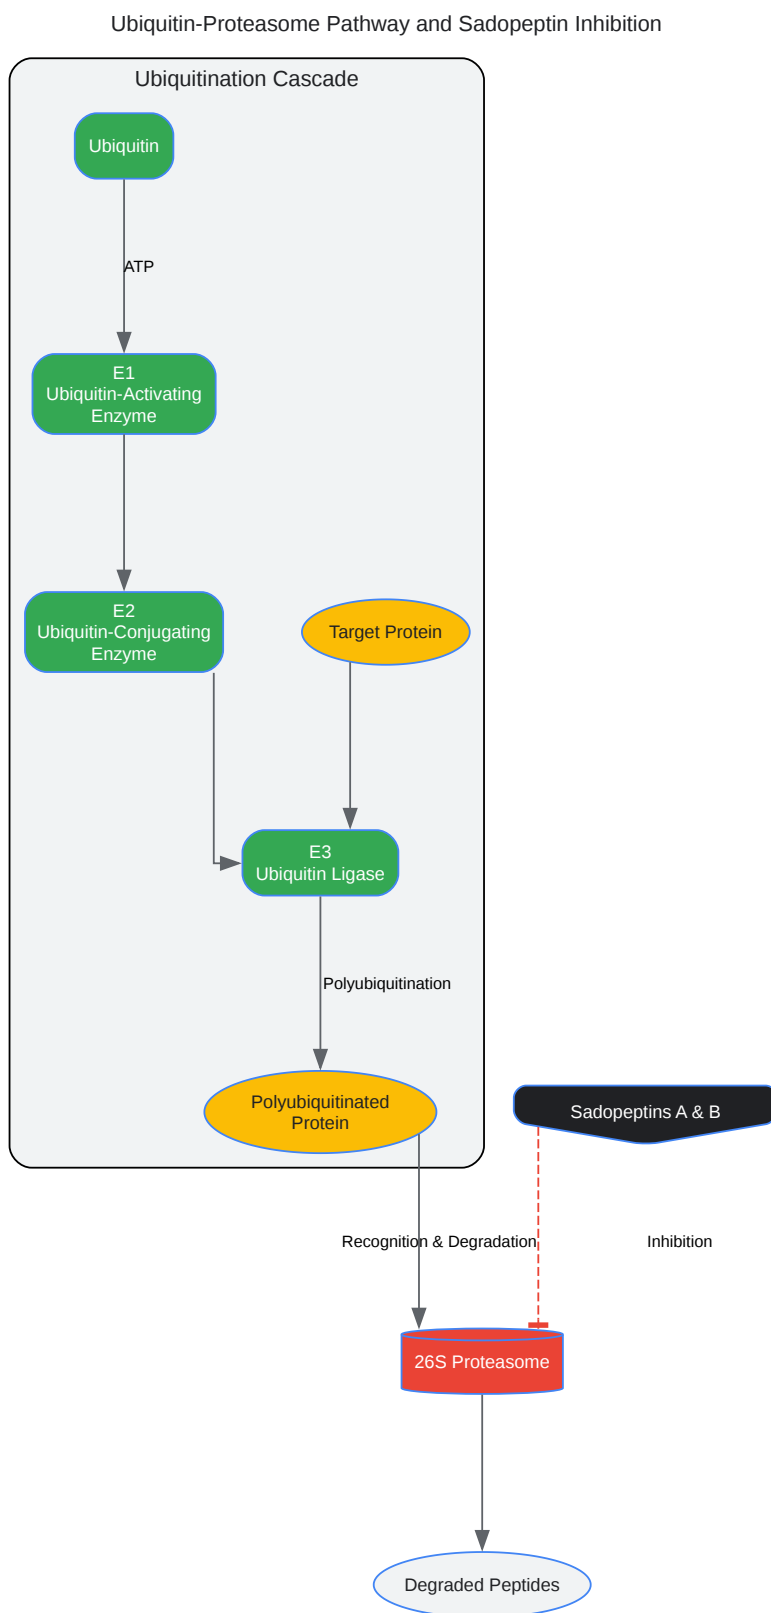 Ubiquitin-Proteasome Pathway and Sadopeptin Inhibition
Ubiquitination Cascade
Ubiquitin
ATP
E1
Ubiquitin-Activating
Enzyme
E2
Ubiquitin-Conjugating
Enzyme
Target Protein
E3
Ubiquitin Ligase
Polyubiquitination
Polyubiquitinated
Protein
Sadopeptins A & B
Recognition & Degradation
Inhibition
26S Proteasome
Degraded Peptides